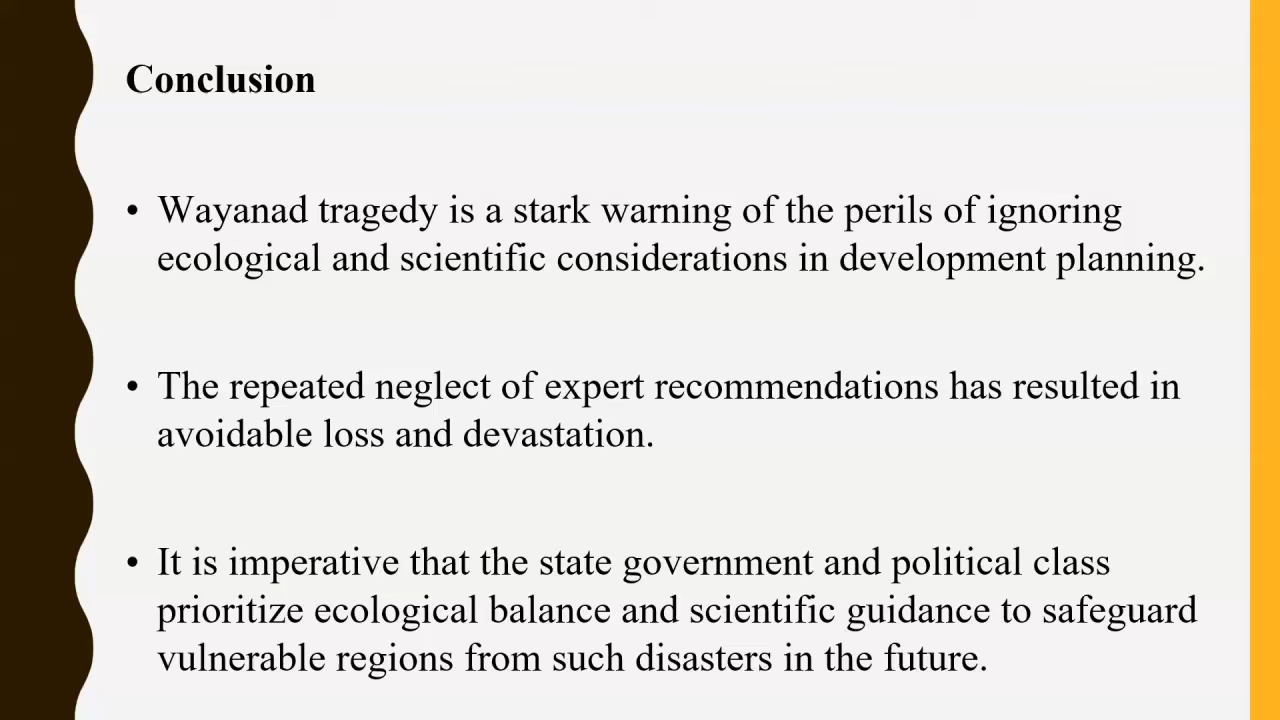 Conclusion
• Wayanad tragedy is a stark warning of the perils of ignoring
ecological and scientific considerations in development planning.
• The repeated neglect of expert recommendations has resulted in
avoidable loss and devastation.
• It is imperative that the state government and political class
prioritize ecological balance and scientific guidance to safeguard
vulnerable regions from such disasters in the future.